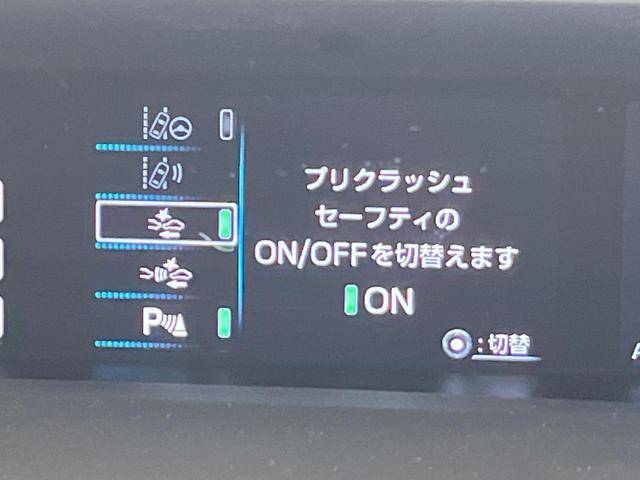 プリクラッシュ
セーフティの
ON/OFFを切替えます
ON
P
:切替